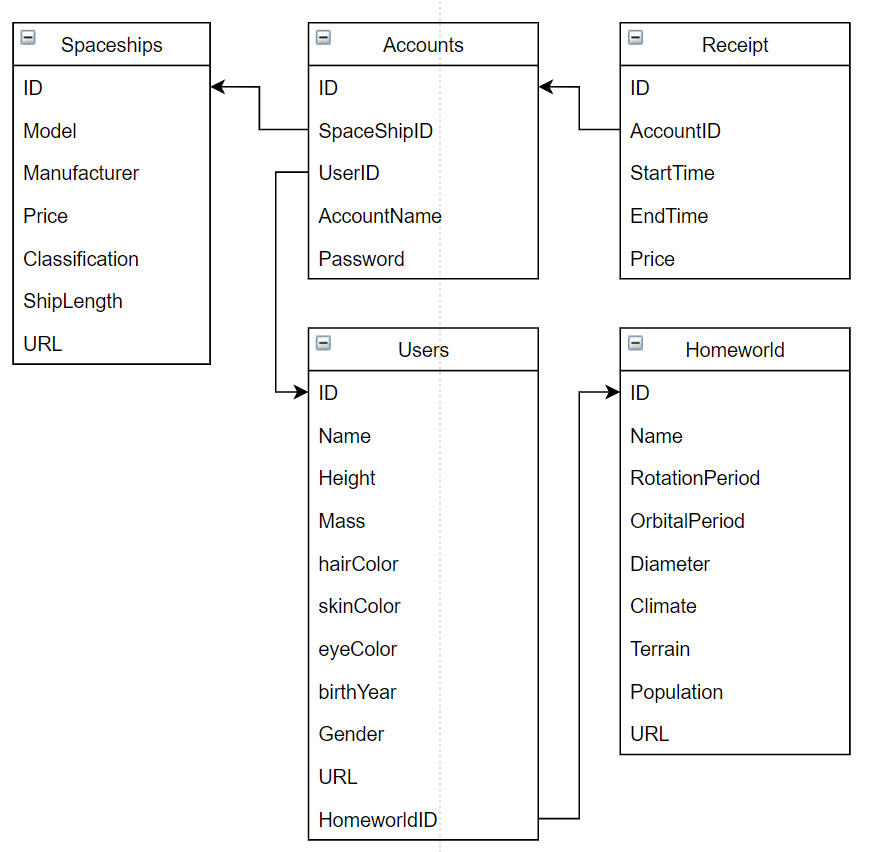 Spaceships
ID
Model
Manufacturer
Price
Classification
ShipLength
URL
Accounts
ID
SpaceShipID
UserID
AccountName
Password
Receipt
ID
AccountID
StartTime
EndTime
Price
Users
ID
Name
Height
Mass
hairColor
skinColor
eyeColor
birthYear
Gender
URL
HomeworldID
Homeworld
ID
Name
RotationPeriod
OrbitalPeriod
Diameter
Climate
Terrain
Population
URL